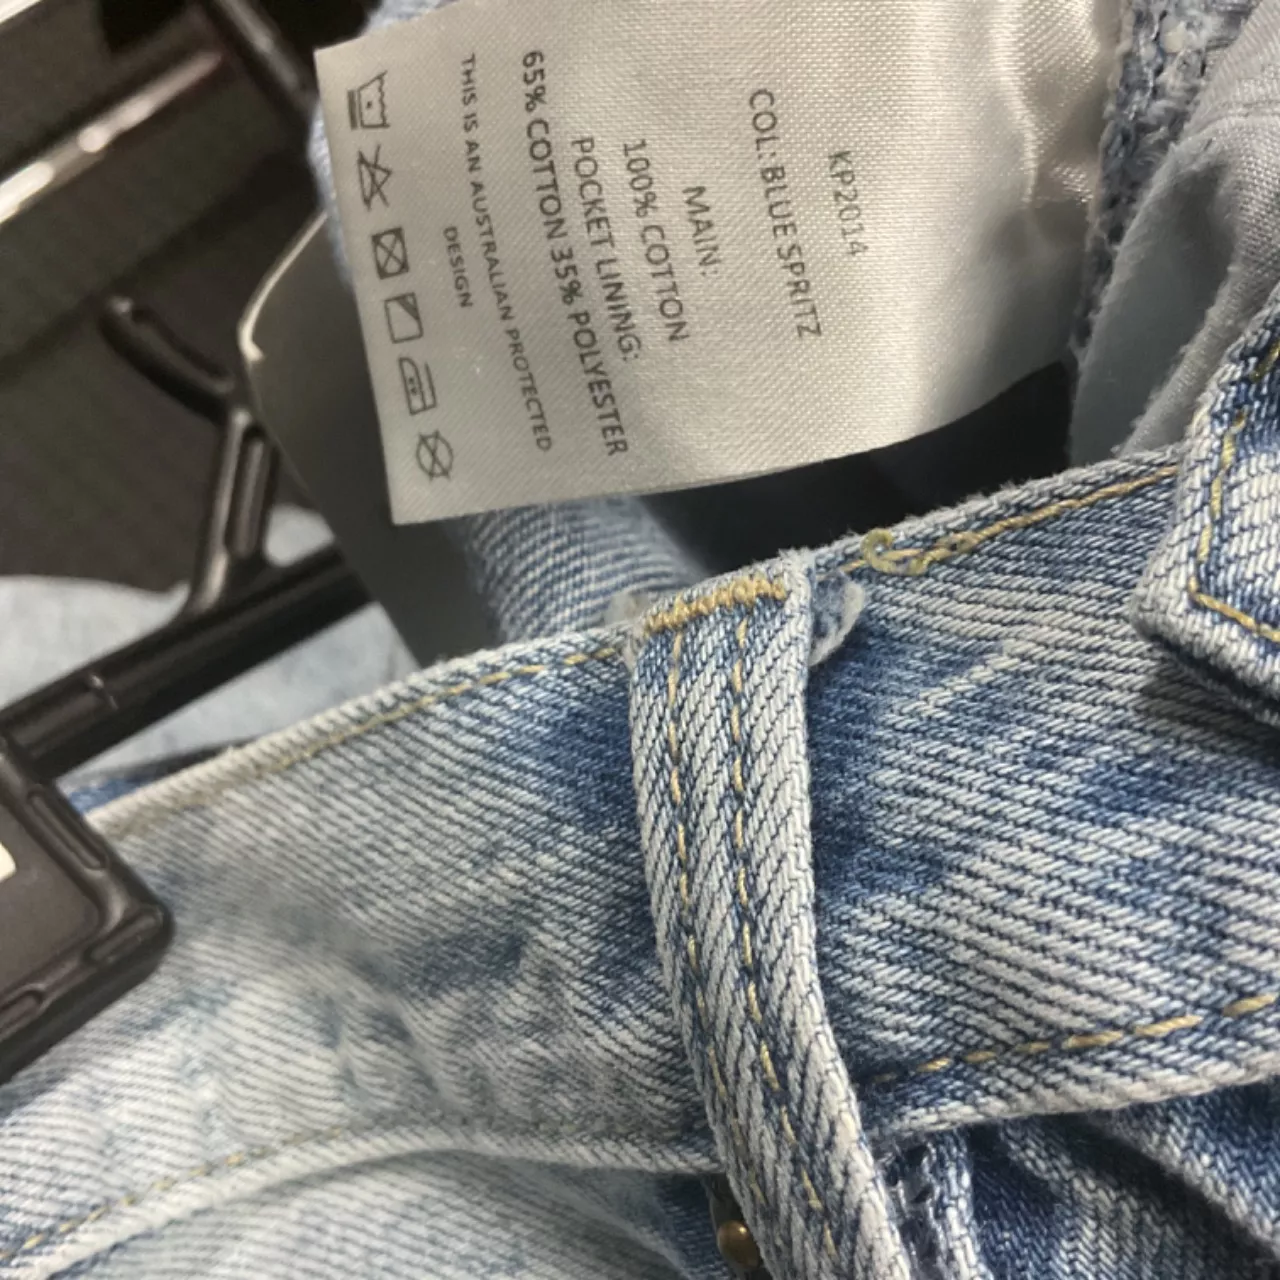 KP2014
COL: BLUE SPRITZ
MAIN:
100% COTTON
POCKET LINING:
65% COTTON 35% POLYESTER
THIS IS AN AUSTRALIAN PROTECTED
DESIGN